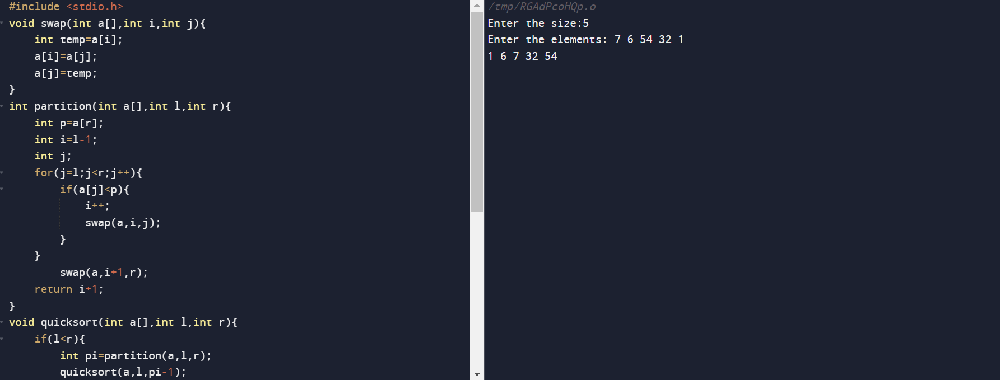 #include <stdio.h>
void swap(int a[],int i,int j){
    int temp=a[i];
    a[i]=a[j];
    a[j]=temp;
}
int partition(int a[],int l,int r){
    int p=a[r];
    int i=l-1;
    int j;
    for(j=l;j<r;j++){
        if(a[j]<p){
            i++;
            swap(a,i,j);
        }
    }
        swap(a,i+1,r);
    return i+1;
}
void quicksort(int a[],int l,int r){
    if(l<r){
        int pi=partition(a,l,r);
        quicksort(a,l,pi-1);
/tmp/RGAdPcoHQp.o
Enter the size:5
Enter the elements: 7 6 54 32 1
1 6 7 32 54